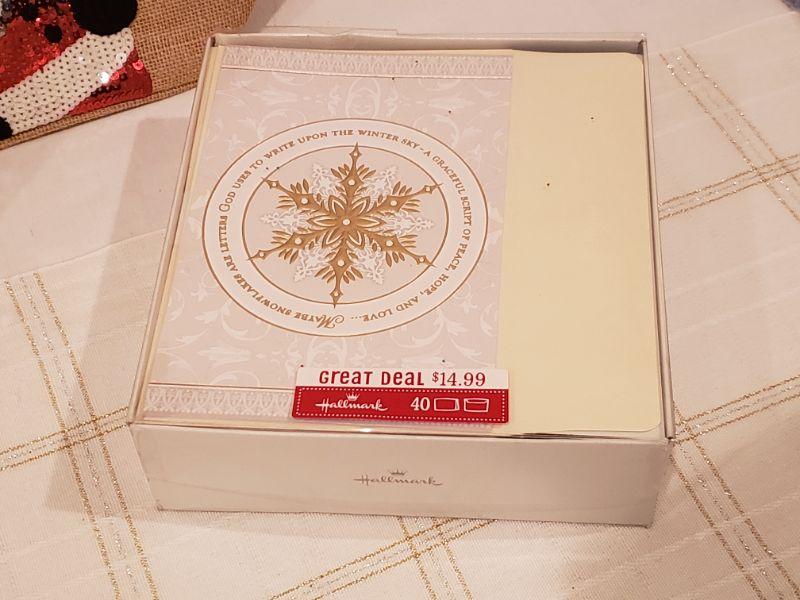 Maybe snowflakes are letters God uses to write upon the winter sky - a graceful script of peace, hope, and love...
Great Deal $14.99
Hallmark 40
Hallmark